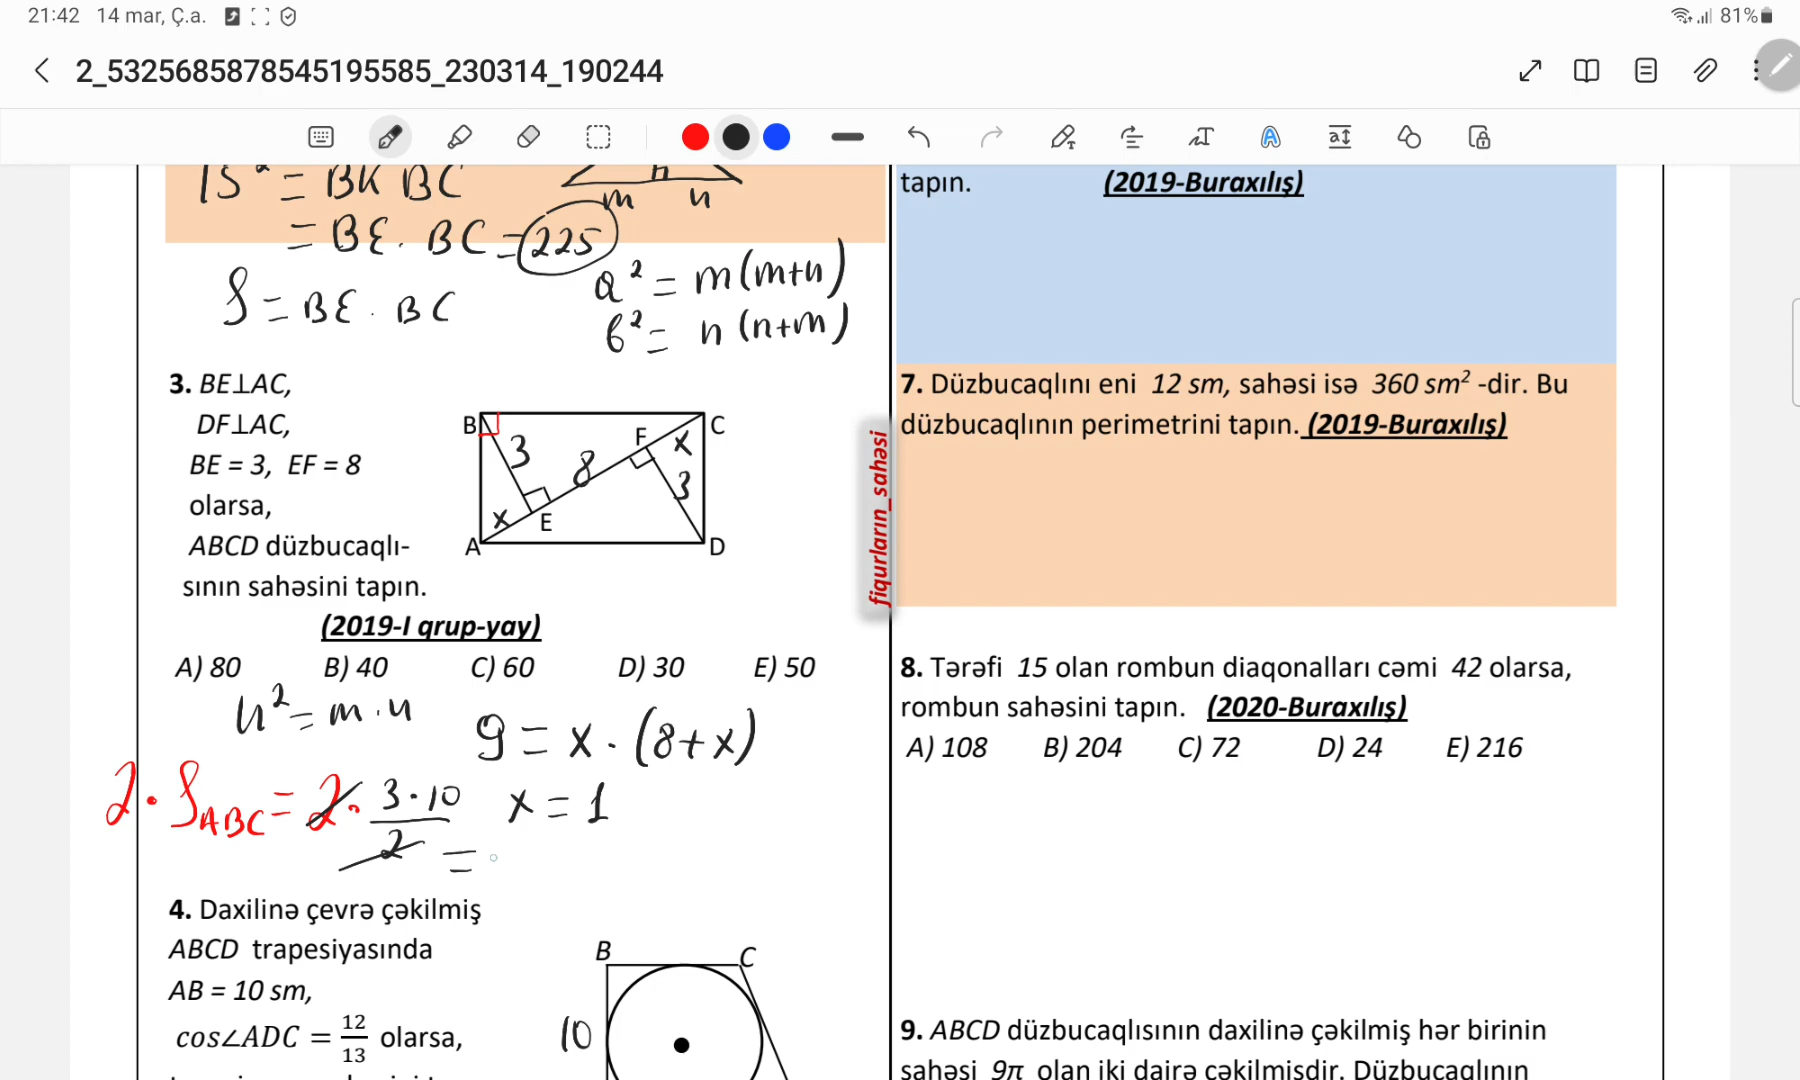 21:42 14 mar, Ç.a. 81%
2_5325685878545195585_230314_190244
15² = BK BC
m n
= BE . BC = 225
S = BE . BC
a² = m(m+n)
b² = n(n+m)
3. BE⊥AC,
DF⊥AC,
BE = 3, EF = 8
olarsa,
ABCD düzbucaqlı-
sının sahəsini tapın.
(2019-I qrup-yay)
B C
F x
3 8 3
x E
A D
A) 80 B) 40 C) 60 D) 30 E) 50
h² = m . n
9 = x . (8+x)
2 . S_ABC = 2 . 3 . 10 / 2 =
x = 1
4. Daxilinə çevrə çəkilmiş
ABCD trapesiyasında
AB = 10 sm,
cos∠ADC = 12/13 olarsa,
B C
10
fiqurların_sahəsi
tapın. (2019-Buraxılış)
7. Düzbucaqlını eni 12 sm, sahəsi isə 360 sm² -dir. Bu
düzbucaqlının perimetrini tapın. (2019-Buraxılış)
8. Tərəfi 15 olan rombun diaqonalları cəmi 42 olarsa,
rombun sahəsini tapın. (2020-Buraxılış)
A) 108 B) 204 C) 72 D) 24 E) 216
9. ABCD düzbucaqlısının daxilinə çəkilmiş hər birinin
sahəsi 9π olan iki dairə çəkilmişdir. Düzbucaqlının